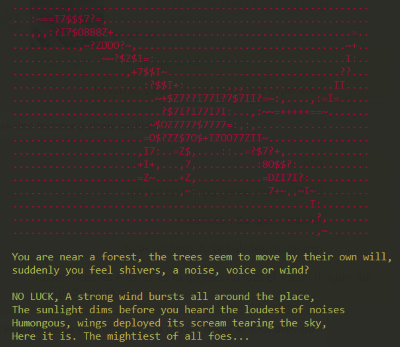 You are near a forest, the trees seem to move by their own will,
suddenly you feel shivers, a noise, voice or wind?
NO LUCK, A strong wind bursts all around the place,
The sunlight dims before you heard the loudest of noises
Humongous, wings deployed its scream tearing the sky,
Here it is. The mightiest of all foes...